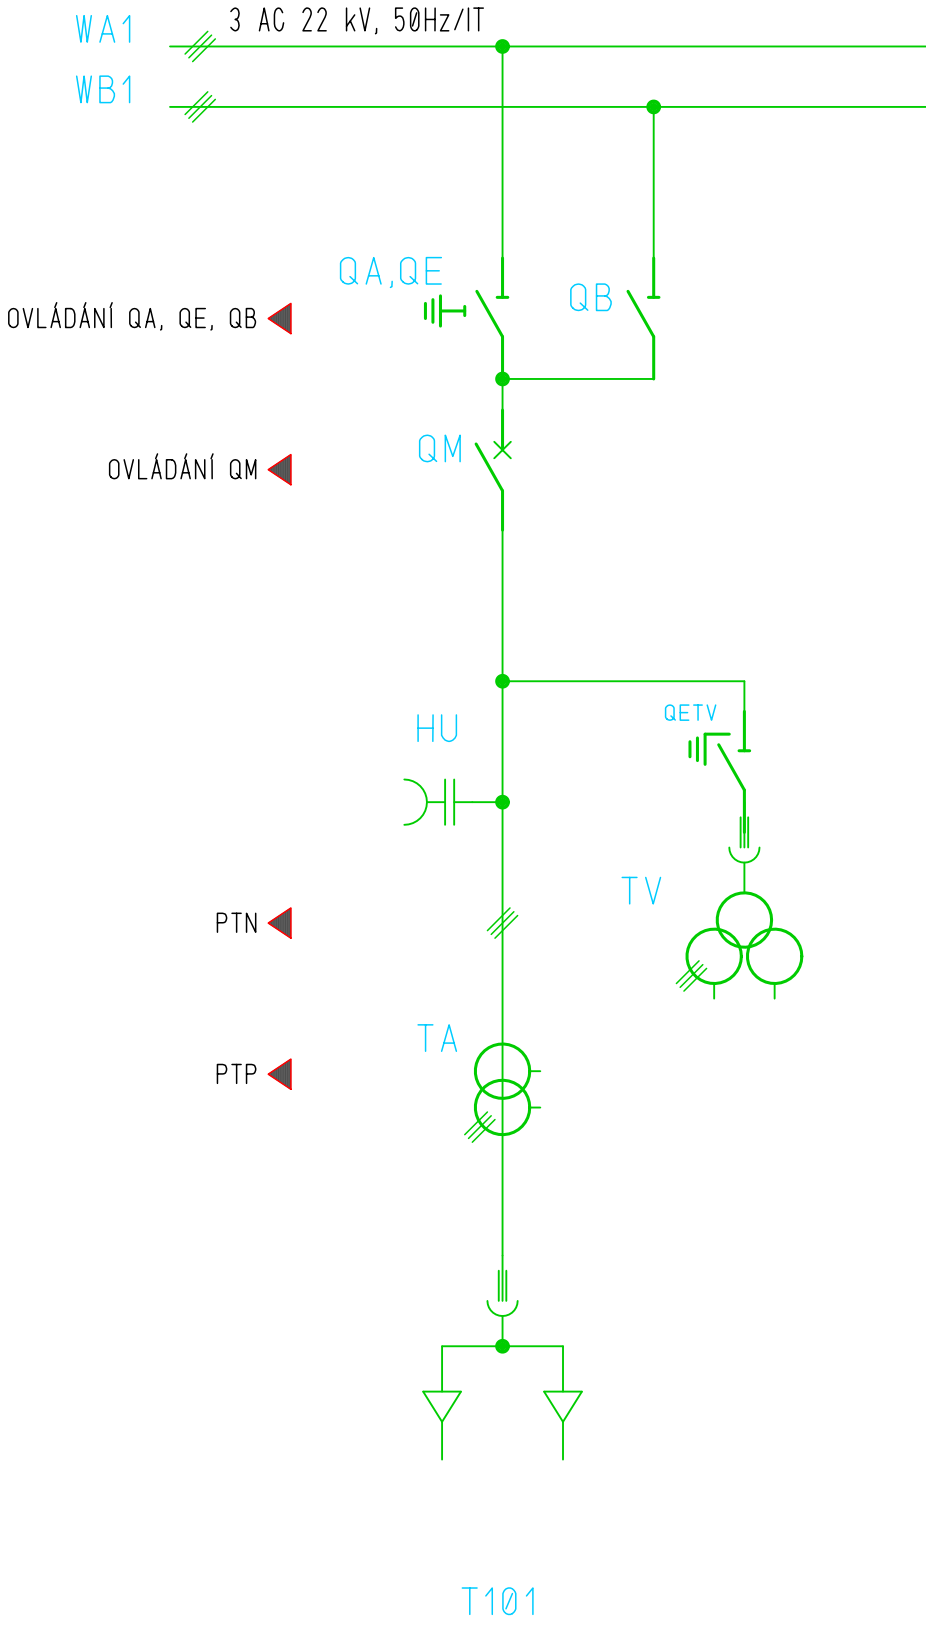 3 AC 22 kV, 50Hz/IT
WA1
WB1
QA,QE
QB
OVLÁDÁNÍ QA, QE, QB
QM
OVLÁDÁNÍ QM
QETV
HU
TV
PTN
TA
PTP
T101